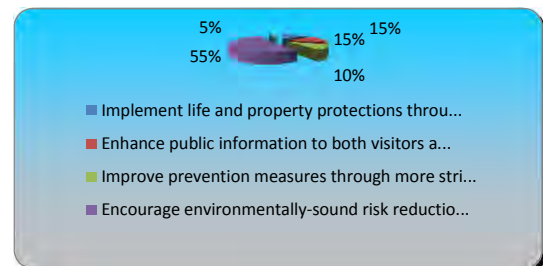 5% 15%
15%
55%
10%
Implement life and property protections throu...
Enhance public information to both visitors a...
Improve prevention measures through more stri...
Encourage environmentally-sound risk reductio...